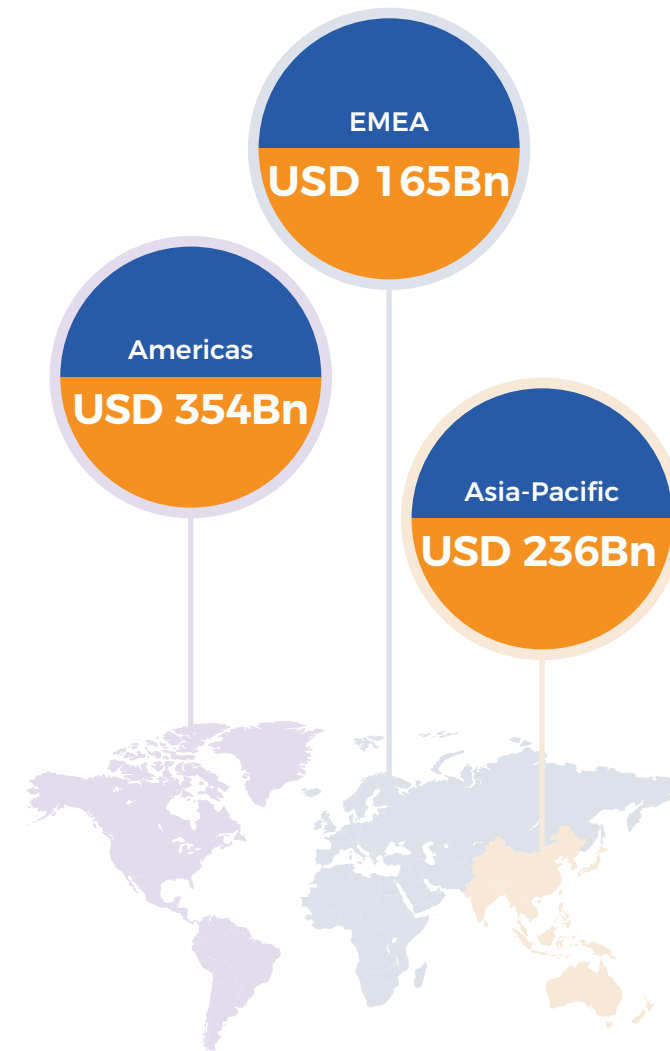 EMEA
USD 165Bn
Americas
USD 354Bn
Asia-Pacific
USD 236Bn